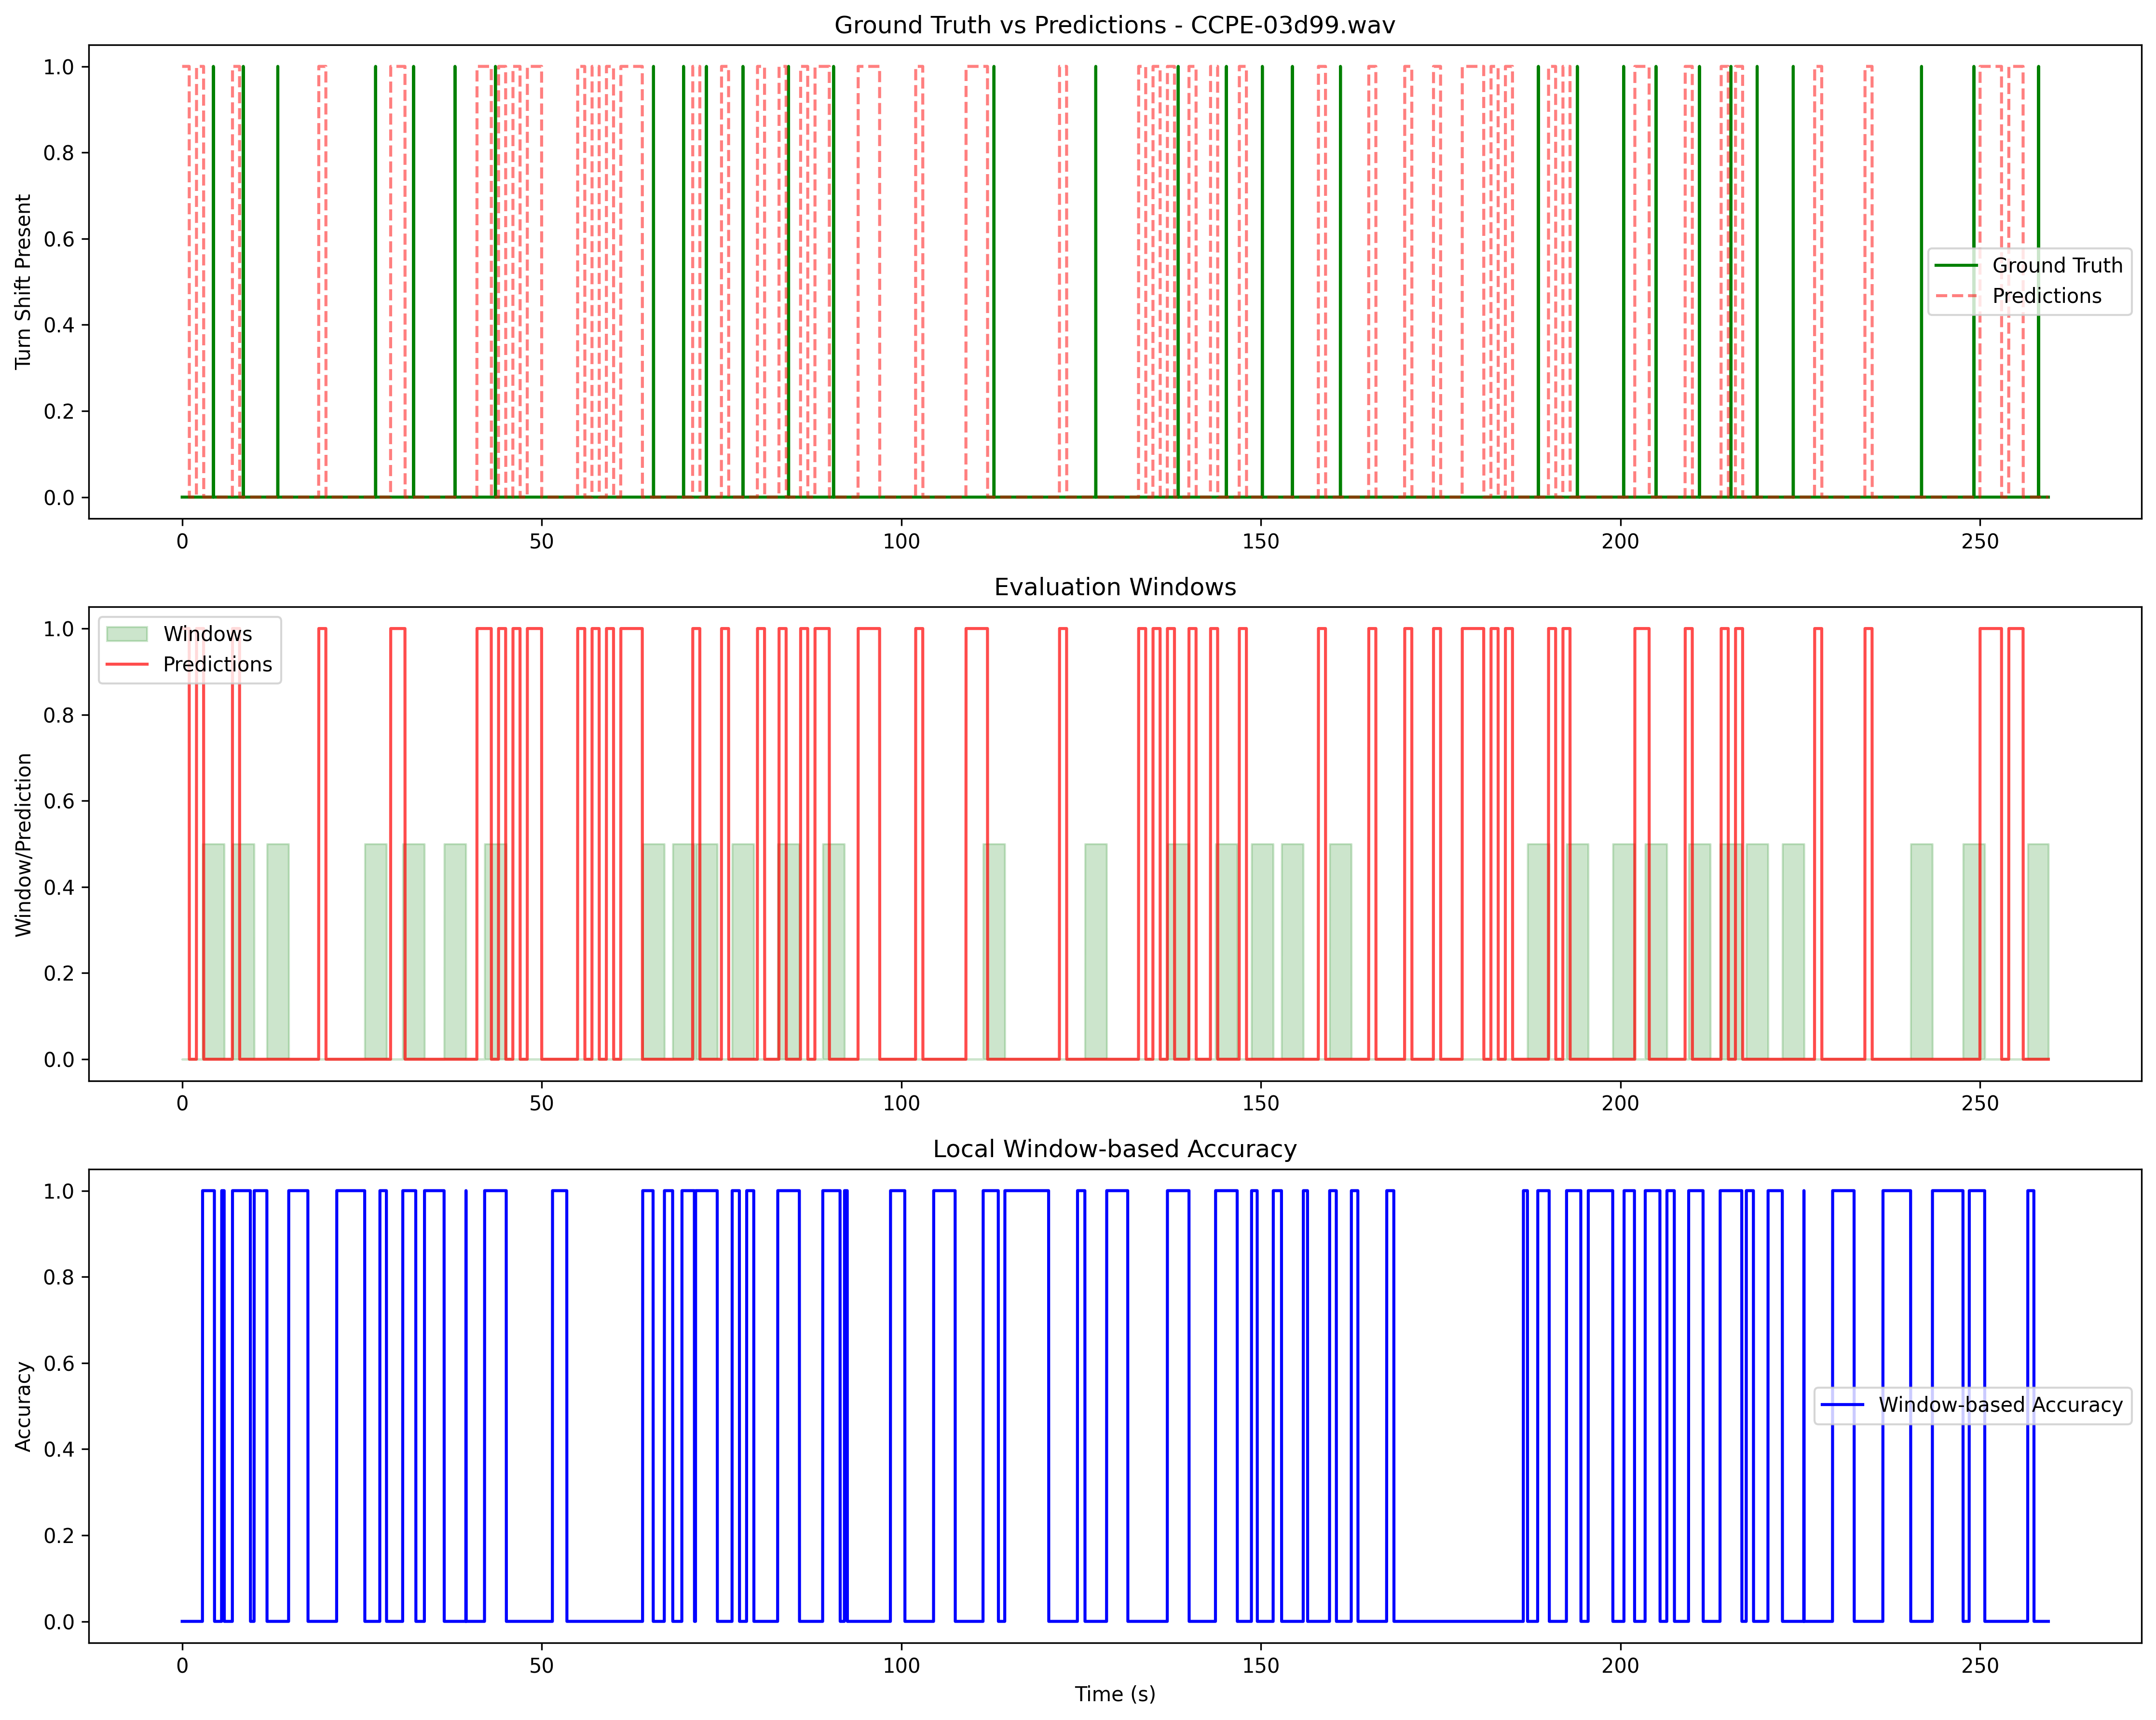 Ground Truth vs Predictions - CCPE-03d99.wav
Turn Shift Present
1.0
0.8
0.6
0.4
0.2
0.0
Ground Truth
Predictions
0 50 100 150 200 250
Evaluation Windows
Window/Prediction
1.0
0.8
0.6
0.4
0.2
0.0
Windows
Predictions
0 50 100 150 200 250
Local Window-based Accuracy
Accuracy
1.0
0.8
0.6
0.4
0.2
0.0
Window-based Accuracy
0 50 100 150 200 250
Time (s)